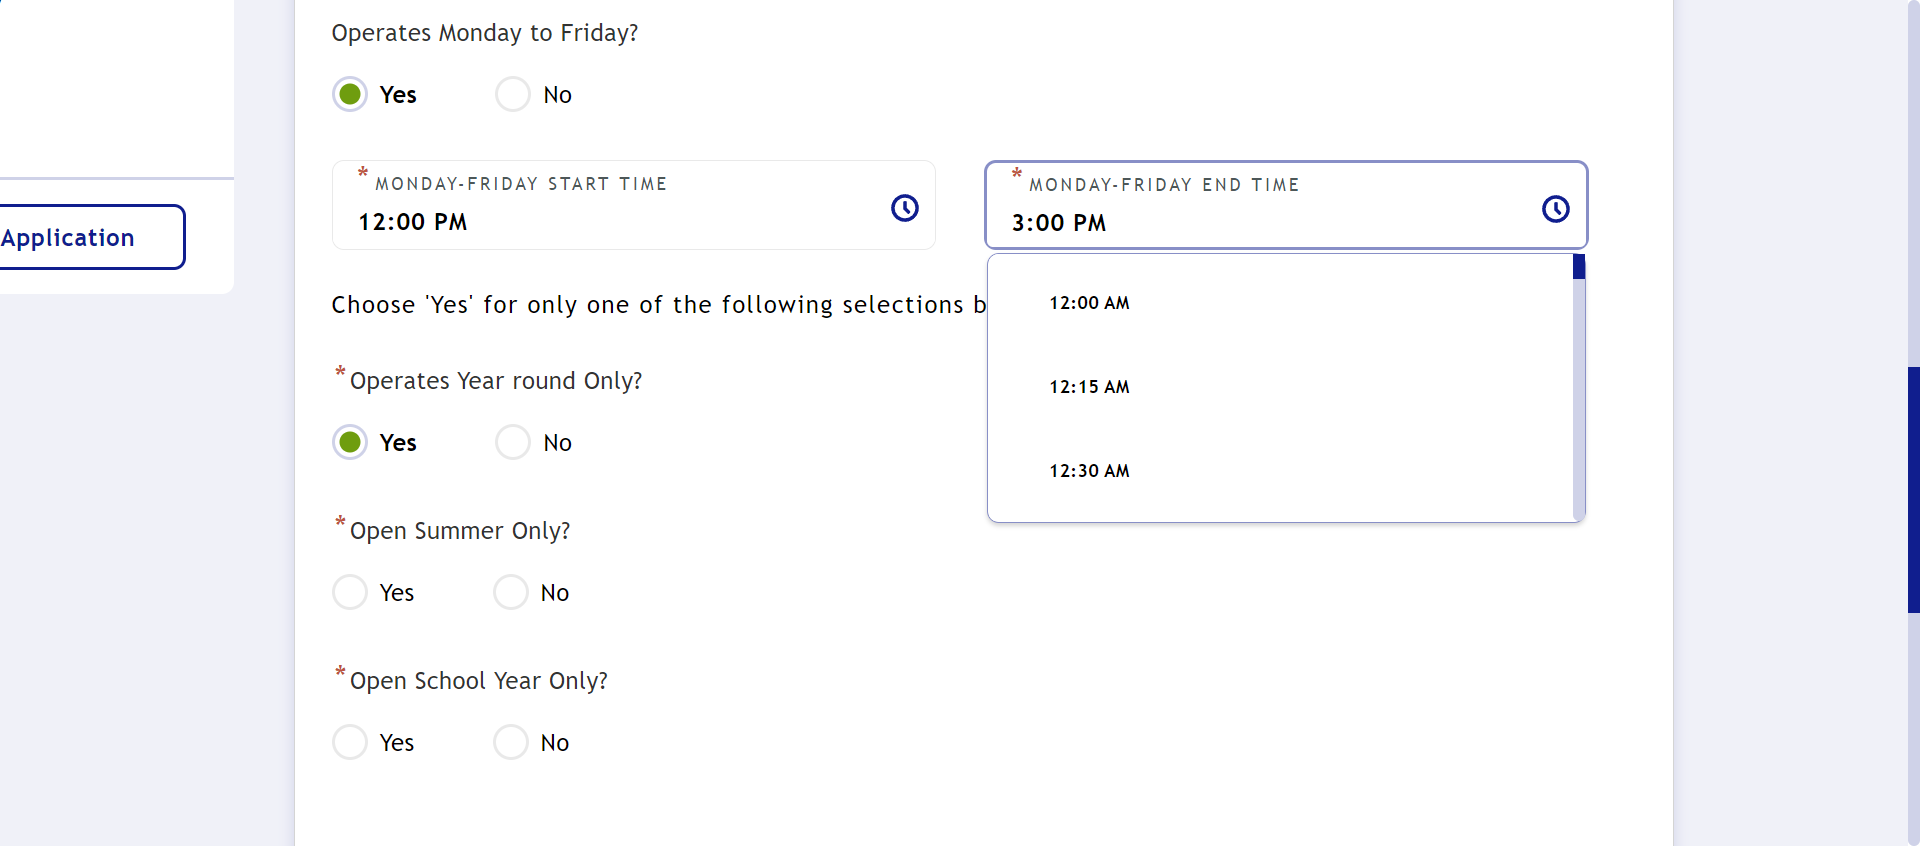 Operates Monday to Friday?
Yes
No
* MONDAY-FRIDAY START TIME
12:00 PM
* MONDAY-FRIDAY END TIME
3:00 PM
Application
12:00 AM
Choose 'Yes' for only one of the following selections b
*Operates Year round Only?
12:15 AM
Yes
No
12:30 AM
*Open Summer Only?
Yes
No
*Open School Year Only?
Yes
No